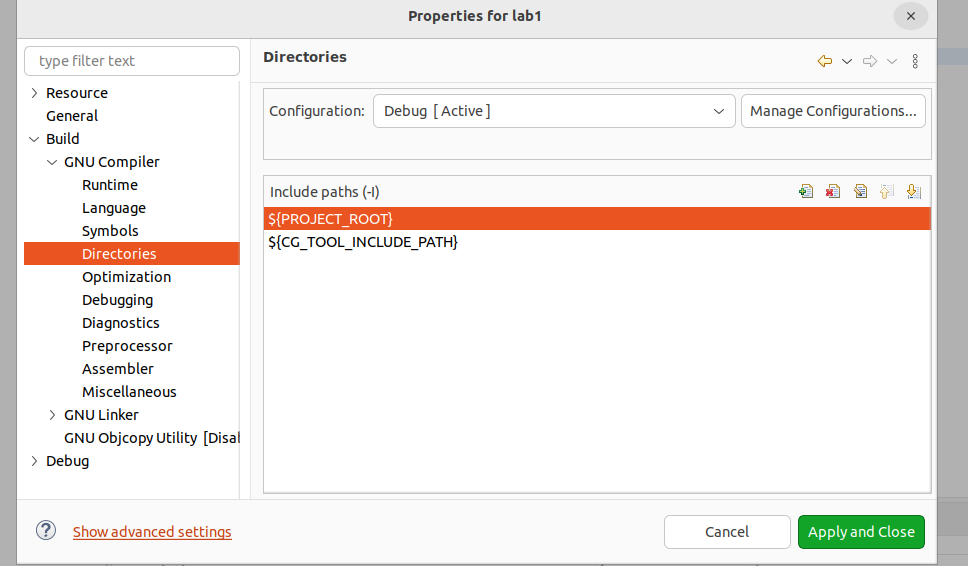 Properties for lab1
type filter text
Resource
General
Build
GNU Compiler
Runtime
Language
Symbols
Directories
Optimization
Debugging
Diagnostics
Preprocessor
Assembler
Miscellaneous
GNU Linker
GNU Objcopy Utility [Disal
Debug
Directories
Configuration:
Debug [ Active ]
Manage Configurations...
Include paths (-I)
${PROJECT_ROOT}
${CG_TOOL_INCLUDE_PATH}
Show advanced settings
Cancel
Apply and Close